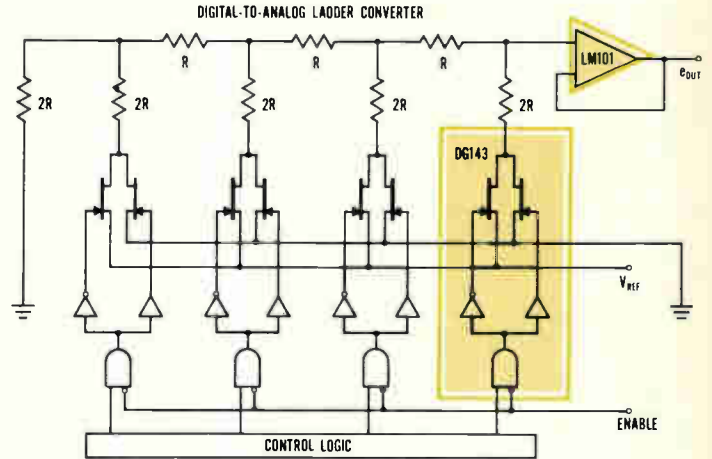 DIGITAL-TO-ANALOG LADDER CONVERTER
R
R
R
LM101
eOUT
2R
2R
2R
2R
2R
DG143
VREF
ENABLE
CONTROL LOGIC